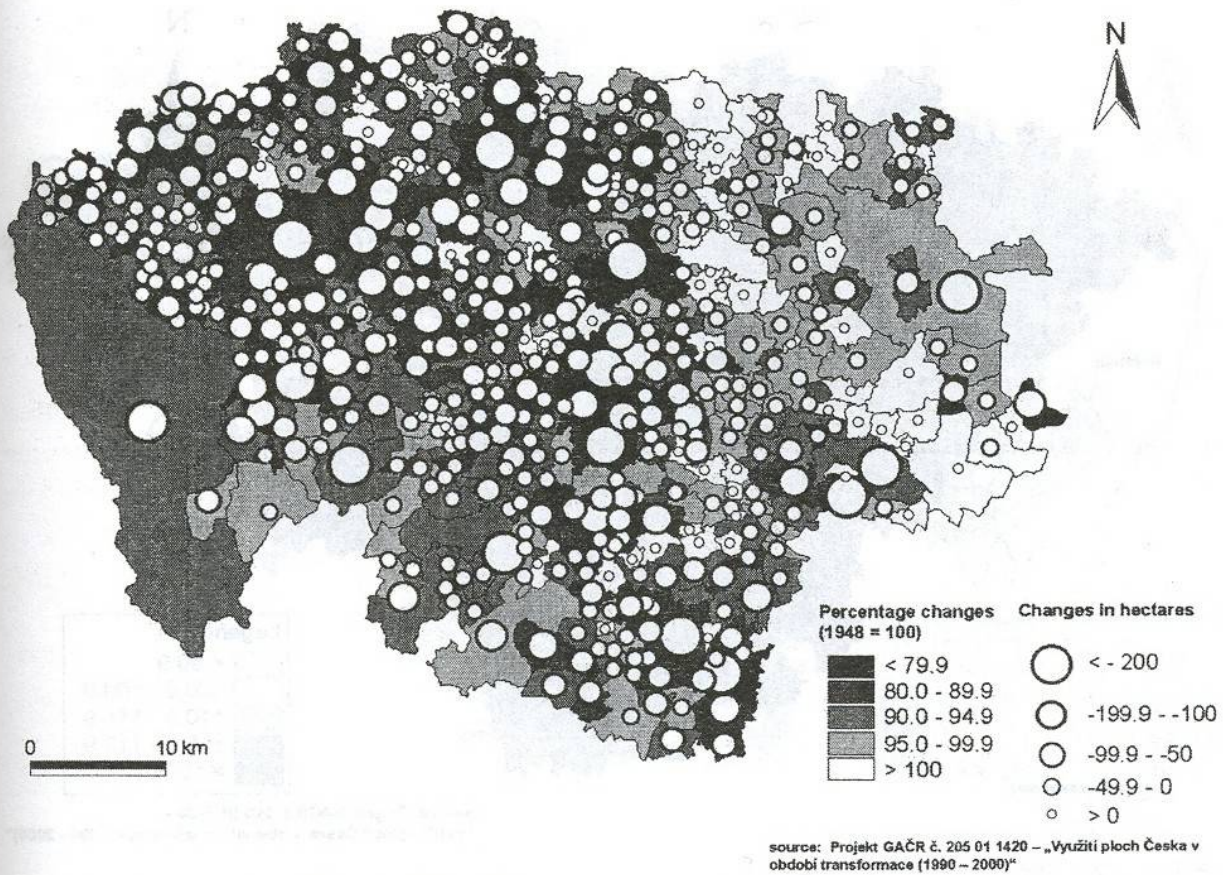 N
Percentage changes
(1948 = 100)
< 79.9
80.0 - 89.9
90.0 - 94.9
95.0 - 99.9
> 100
Changes in hectares
< - 200
-199.9 - -100
-99.9 - -50
-49.9 - 0
> 0
0 10 km
source: Projekt GAČR č. 205 01 1420 – „Využití ploch Česka v
období transformace (1990 – 2000)“